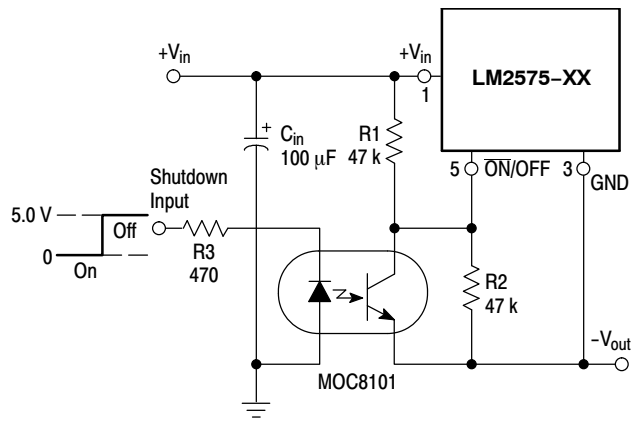 +Vin
+Vin
1
LM2575-XX
Cin
100 µF
+
R1
47 k
5
ON/OFF
3
GND
Shutdown
Input
5.0 V
Off
0
On
R3
470
R2
47 k
-Vout
MOC8101